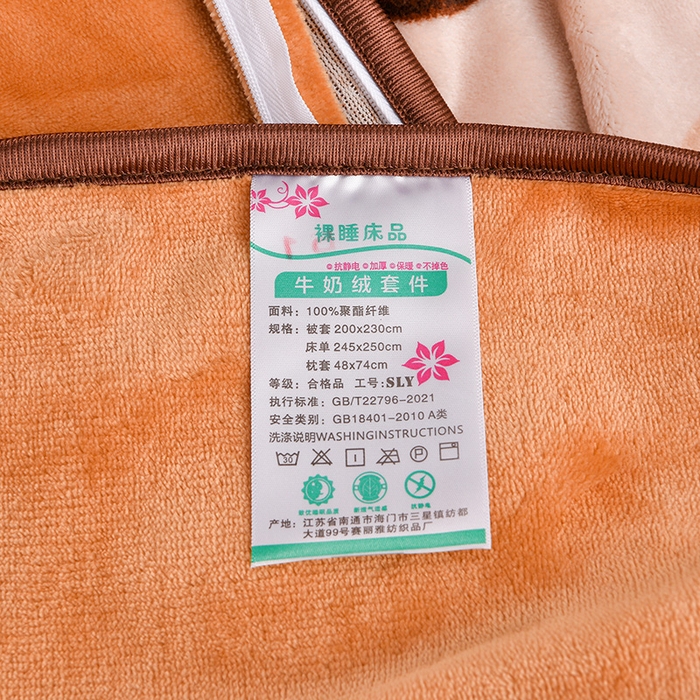 裸睡床品
抗静电 加厚 保暖 不掉色
牛奶绒套件
面料：100%聚酯纤维
规格：被套 200x230cm
床单 245x250cm
枕套 48x74cm
等级：合格品 工号：SLY
执行标准：GB/T22796-2021
安全类别：GB18401-2010 A类
洗涤说明WASHINGINSTRUCTIONS
30 P
抗静电
产地：江苏省南通市海门市三星镇纺都
大道99号赛丽雅纺织品厂